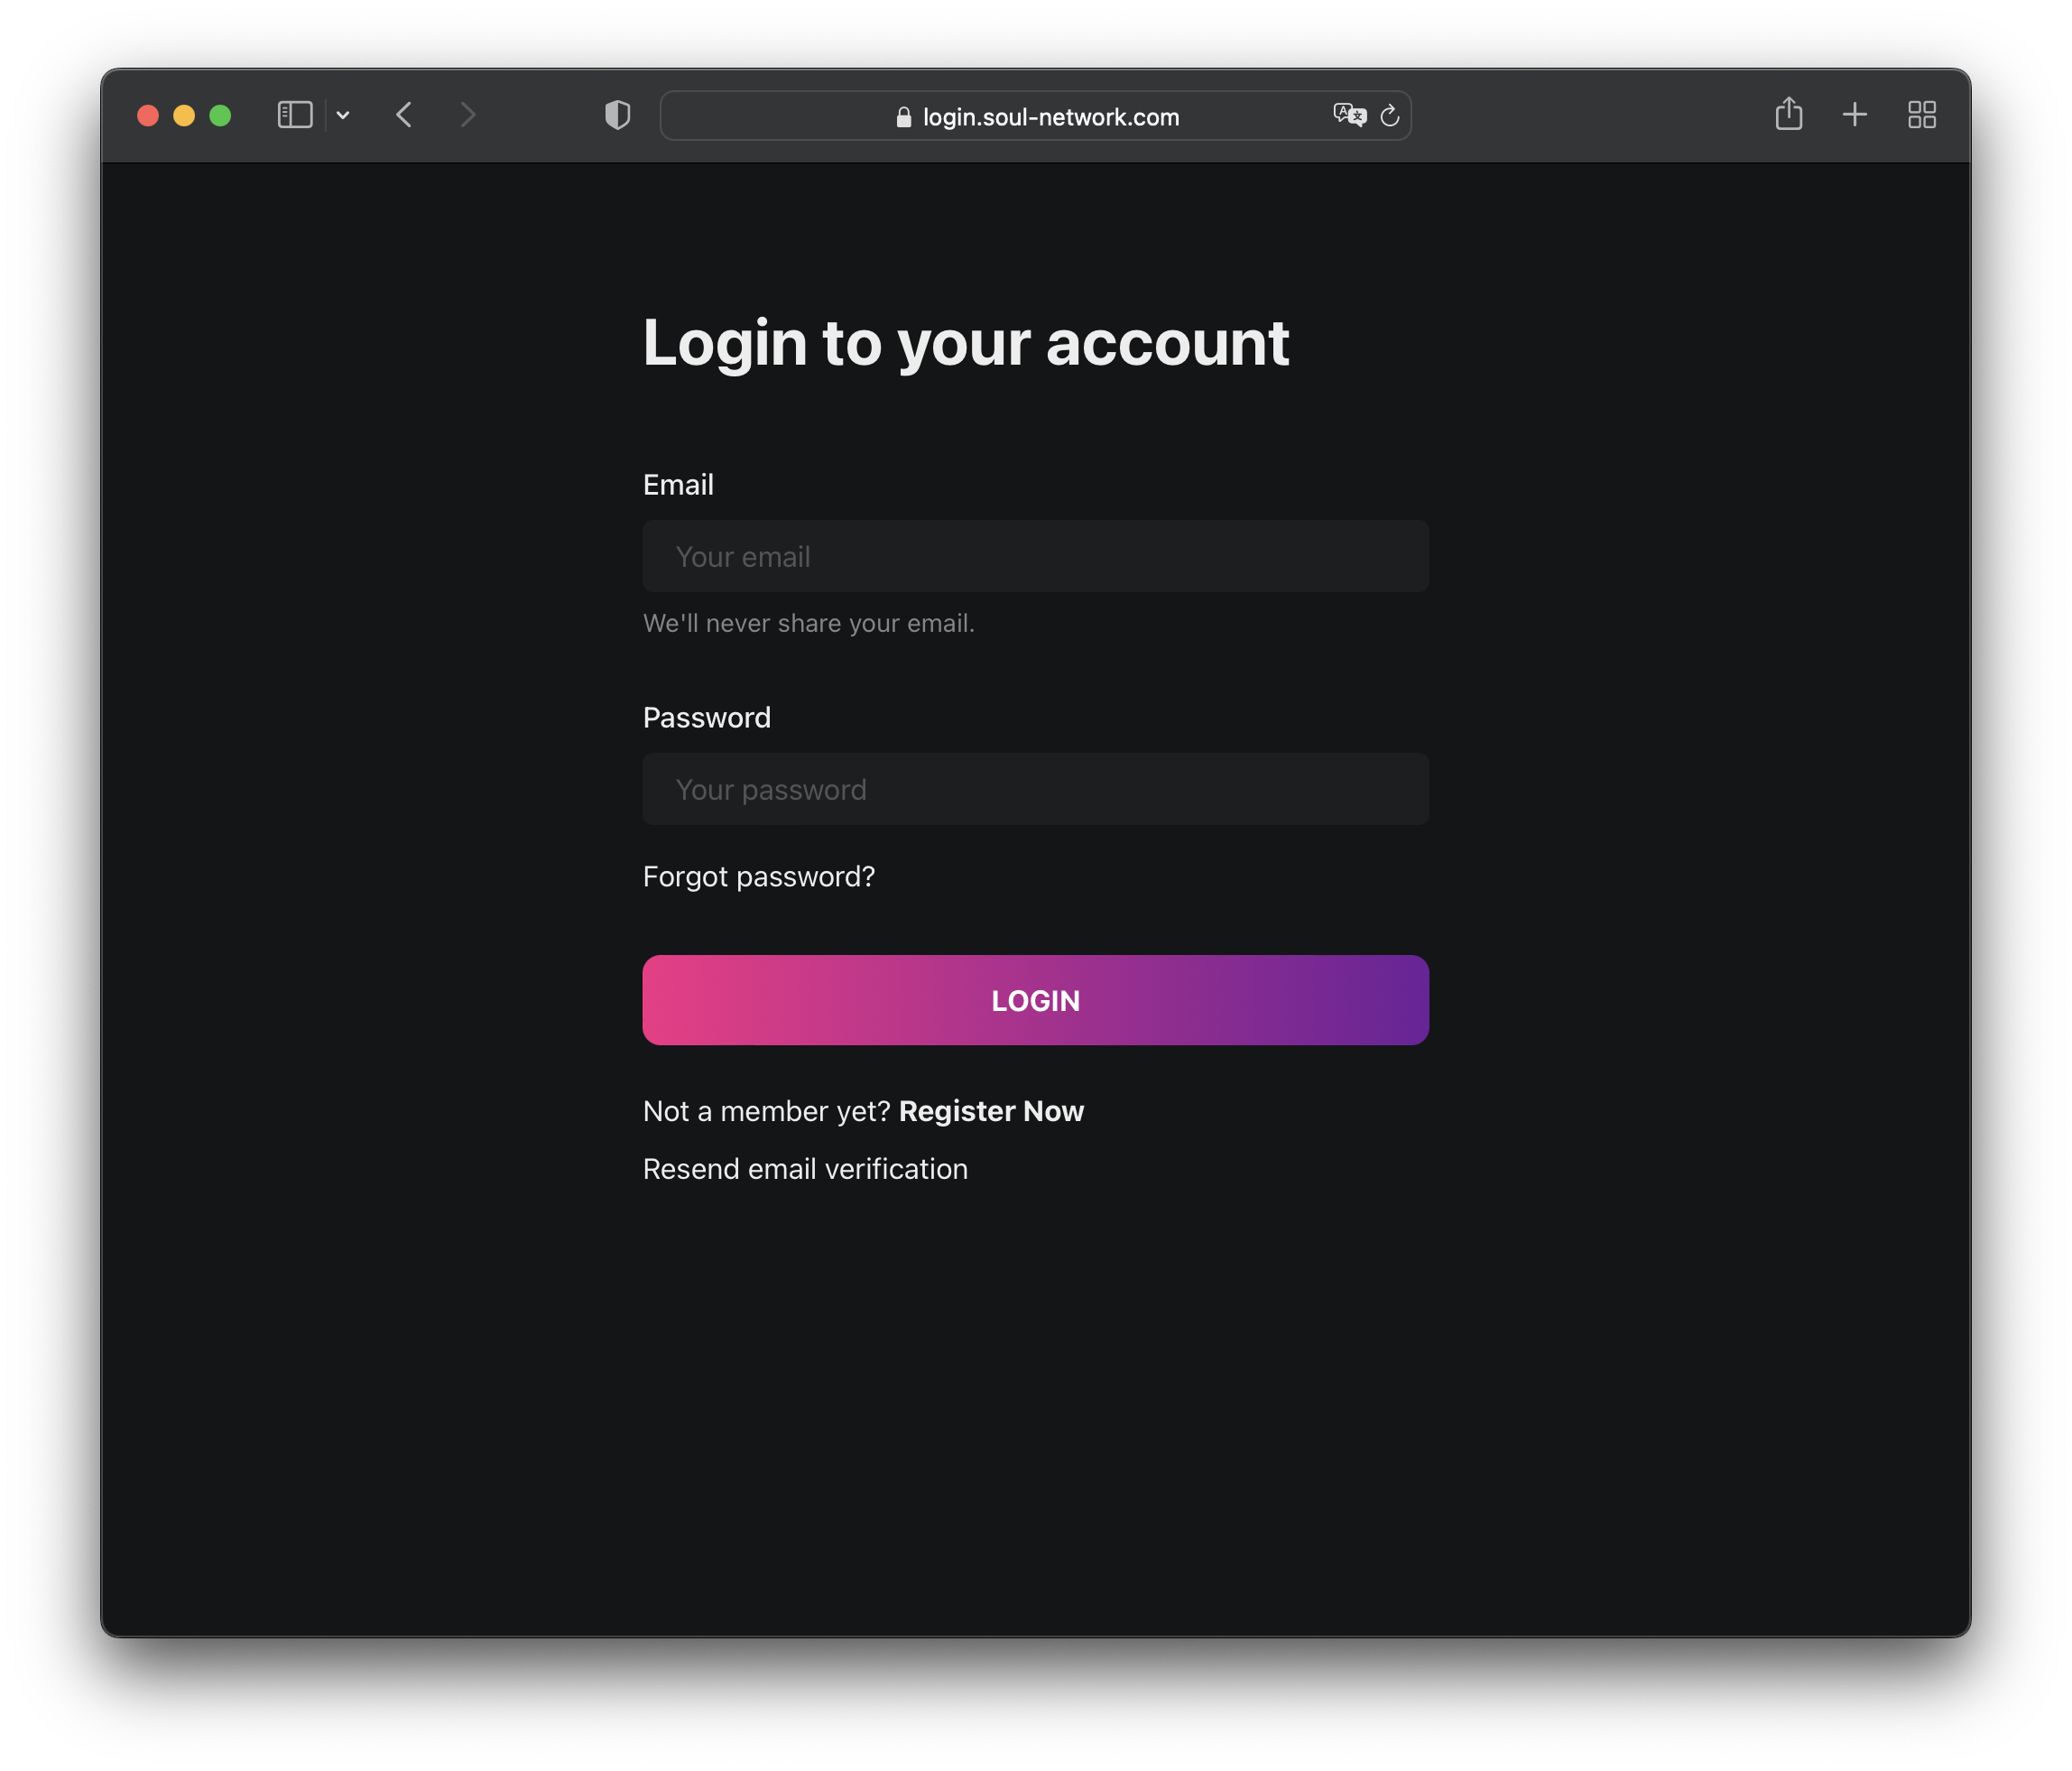 login.soul-network.com
Login to your account
Email
Your email
We'll never share your email.
Password
Your password
Forgot password?
LOGIN
Not a member yet? Register Now
Resend email verification